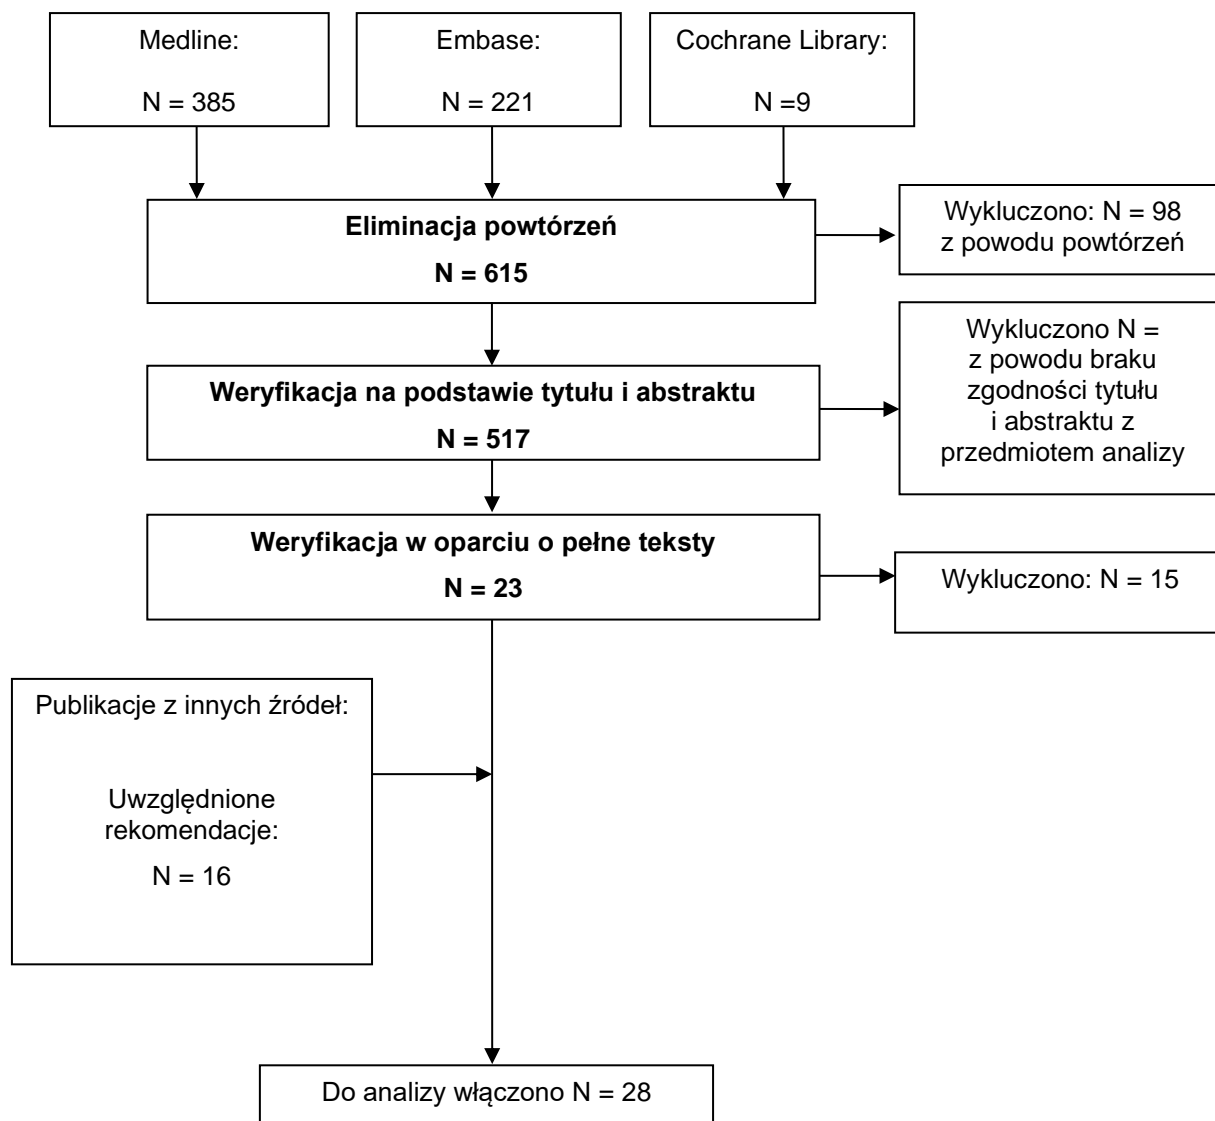 Medline:
N = 385
Embase:
N = 221
Cochrane Library:
N =9
Eliminacja powtórzeń
N = 615
Wykluczono: N = 98
z powodu powtórzeń
Weryfikacja na podstawie tytułu i abstraktu
N = 517
Wykluczono N =
z powodu braku
zgodności tytułu
i abstraktu z
przedmiotem analizy
Weryfikacja w oparciu o pełne teksty
N = 23
Wykluczono: N = 15
Publikacje z innych źródeł:
Uwzględnione
rekomendacje:
N = 16
Do analizy włączono N = 28